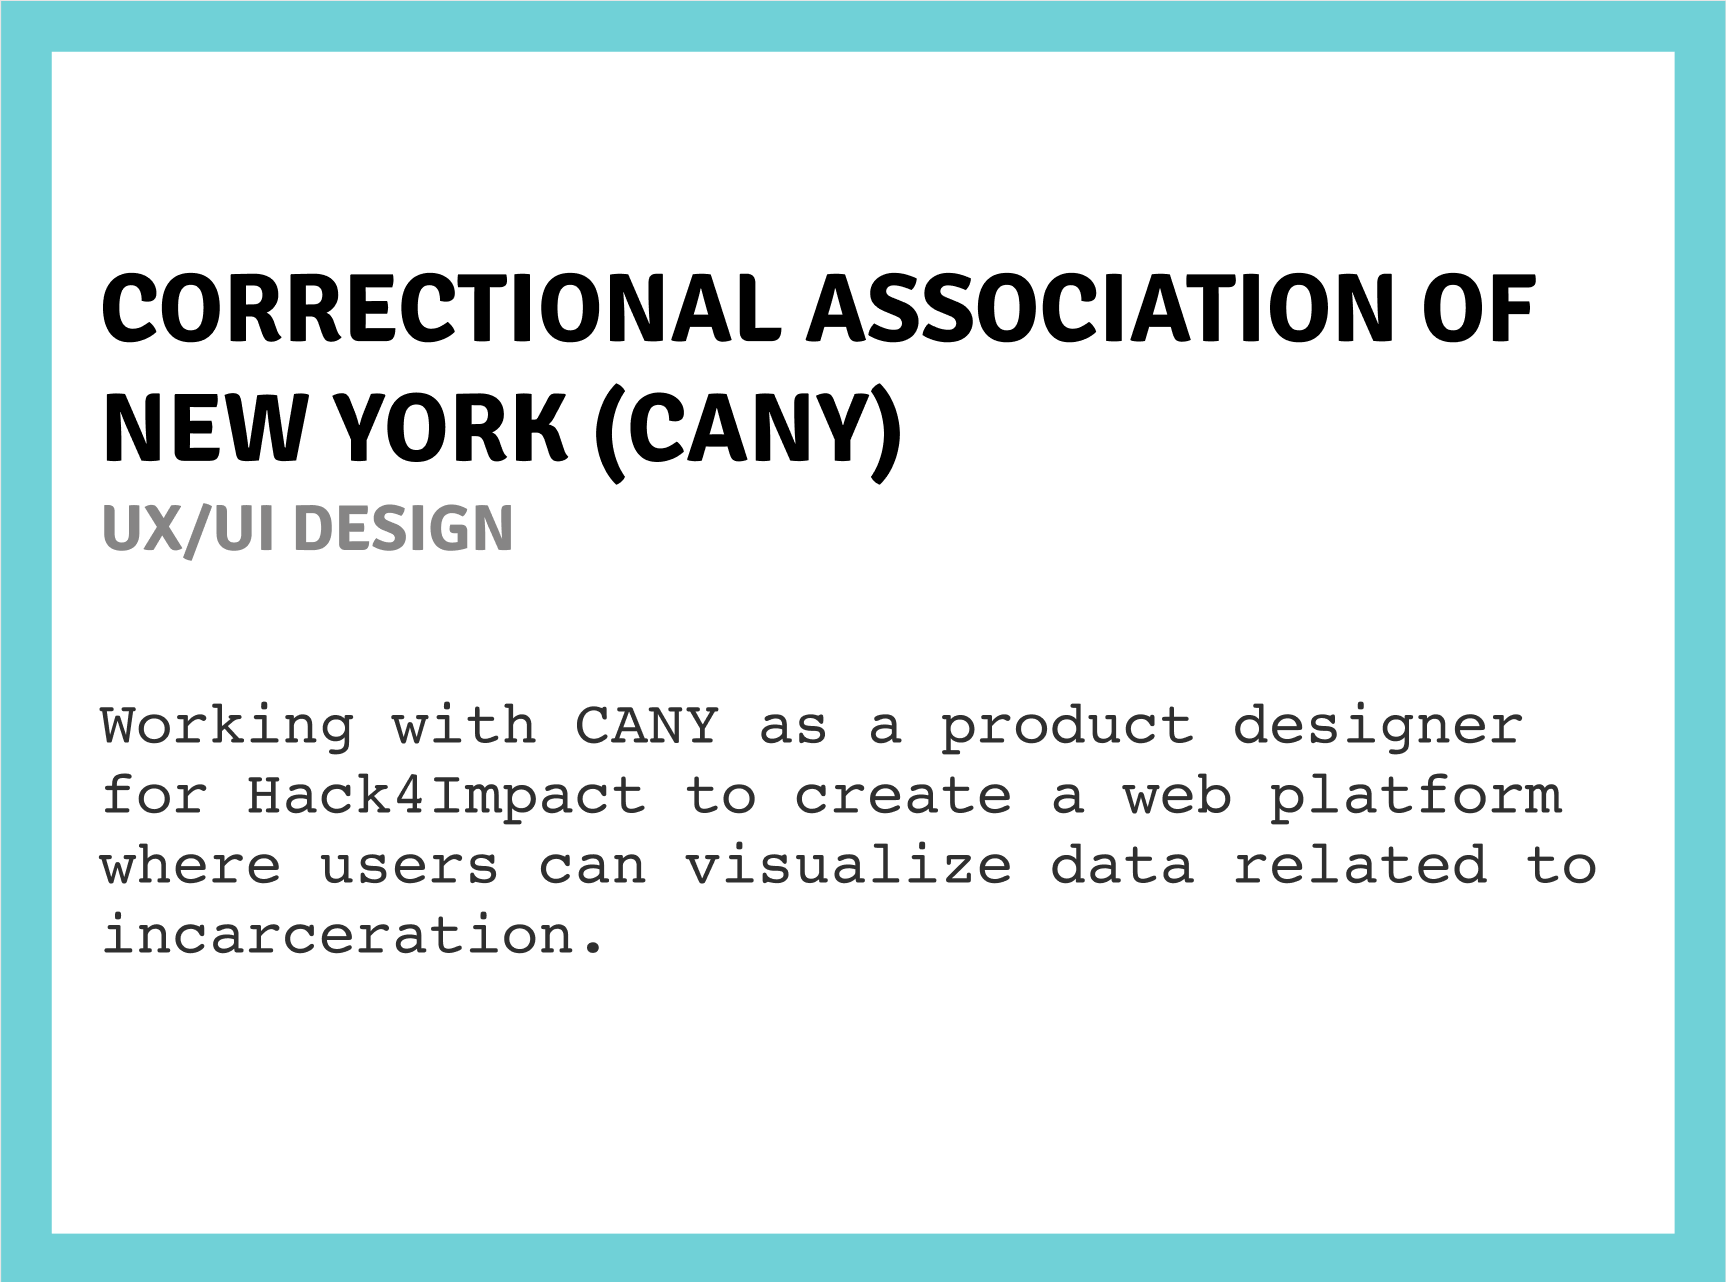 CORRECTIONAL ASSOCIATION OF
NEW YORK (CANY)
UX/UI DESIGN
Working with CANY as a product designer
for Hack4Impact to create a web platform
where users can visualize data related to
incarceration.